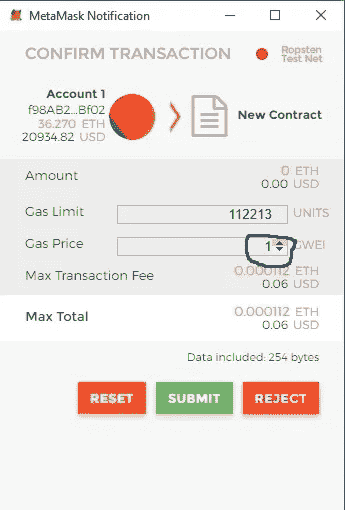 MetaMask Notification
CONFIRM TRANSACTION
Ropsten
Test Net
Account 1
f98AB2...Bf02
36.270 ETH
20934.82 USD
New Contract
Amount
0 ETH
0.00 USD
Gas Limit
112213 UNITS
Gas Price
1 GWEI
Max Transaction Fee
0.000112 ETH
0.06 USD
Max Total
0.000112 ETH
0.06 USD
Data included: 254 bytes
RESET SUBMIT REJECT